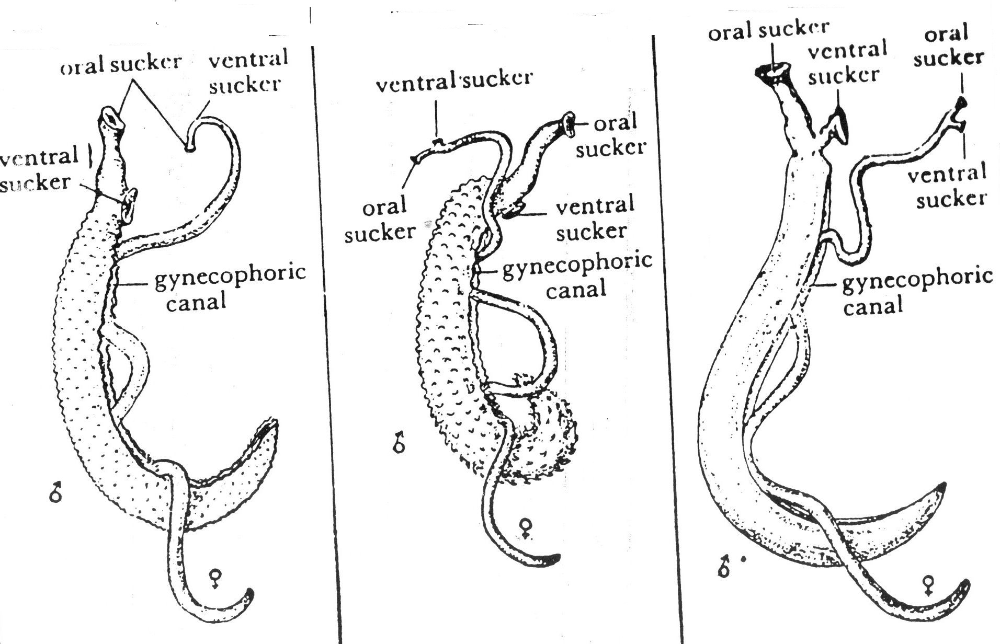 oral sucker
ventral
sucker
ventral
sucker
gynecophoric
canal
♂
♀
ventral sucker
oral
sucker
oral
sucker
ventral
sucker
gynecophoric
canal
♂
♀
oral sucker
ventral
sucker
oral
sucker
ventral
sucker
gynecophoric
canal
♂
♀